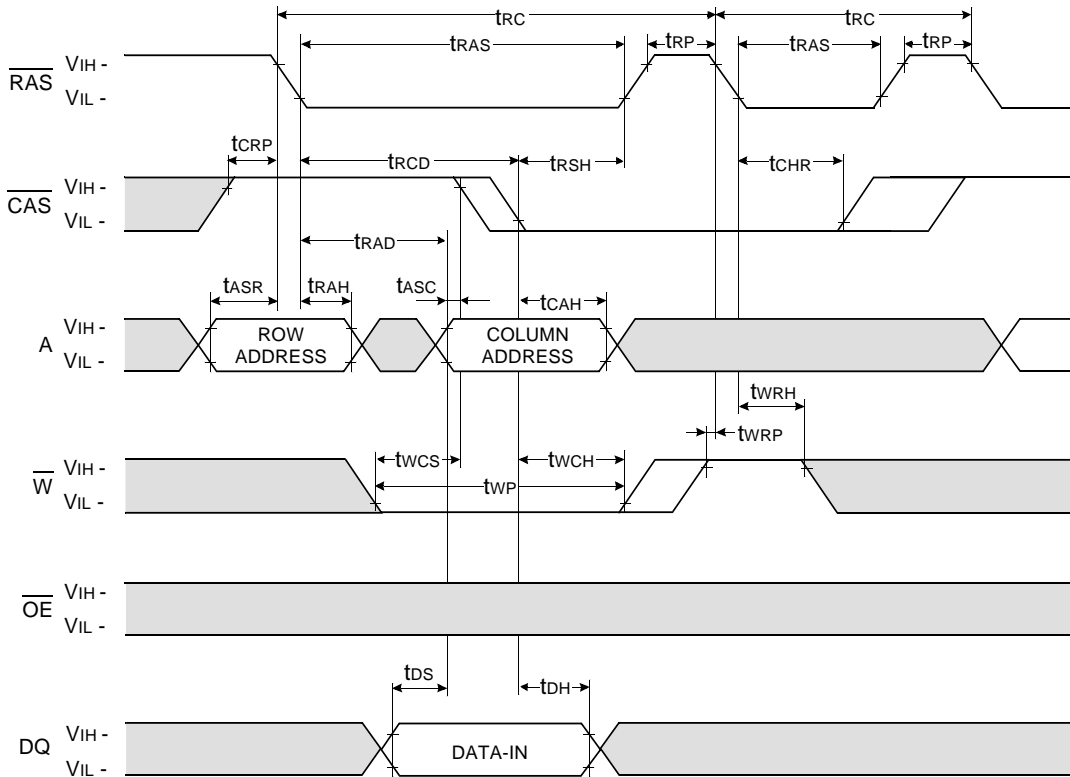 tRC tRC
tRAS tRP tRAS tRP
RAS VIH -
VIL -
tCRP tRCD tRSH tCHR
CAS VIH -
VIL -
tRAD
tASR tRAH tASC tCAH
A VIH -
VIL -
ROW ADDRESS
COLUMN ADDRESS
tWRH
tWRP
tWCS tWCH
W VIH -
VIL -
tWP
OE VIH -
VIL -
tDS tDH
DQ VIH -
VIL -
DATA-IN